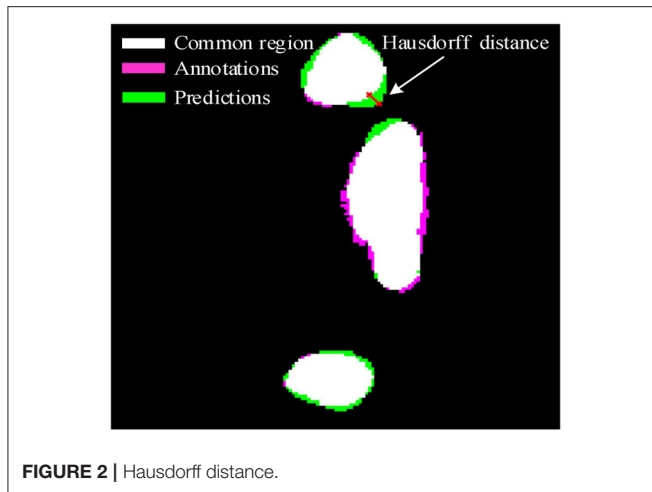 Common region
Hausdorff distance
Annotations
Predictions
FIGURE 2 | Hausdorff distance.